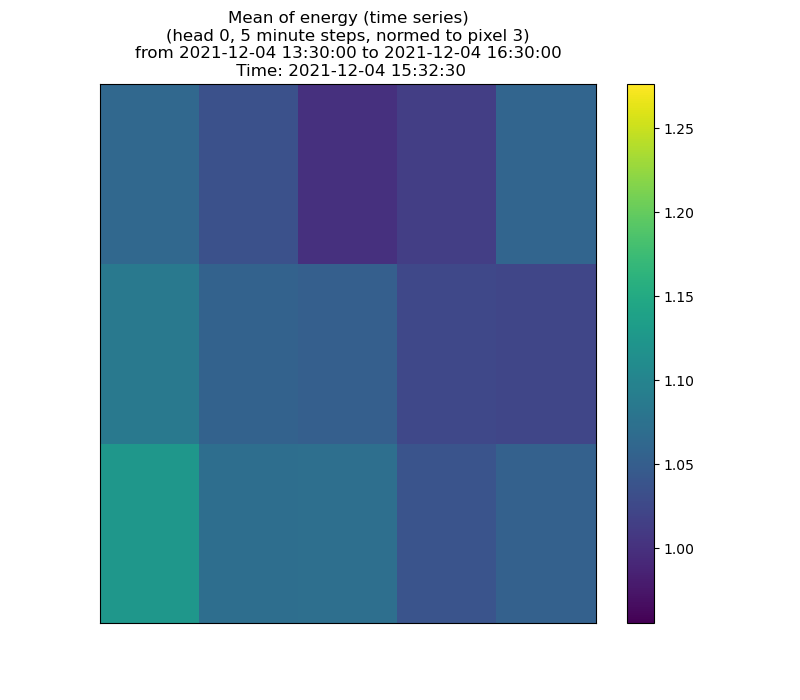 Mean of energy (time series)
(head 0, 5 minute steps, normed to pixel 3)
from 2021-12-04 13:30:00 to 2021-12-04 16:30:00
Time: 2021-12-04 15:32:30
1.25
1.20
1.15
1.10
1.05
1.00